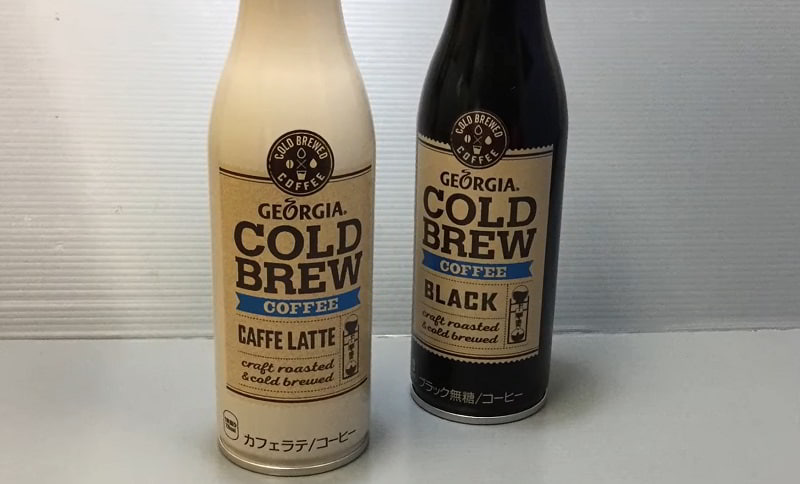 COLD BREWED
COFFEE
GEORGIA.
COLD
BREW
COFFEE
CAFFE LATTE
craft roasted
& cold brewed
カフェラテ/コーヒー
COLD BREWED
COFFEE
GEORGIA.
COLD
BREW
COFFEE
BLACK
craft roasted
& cold brewed
ブラック無糖/コーヒー